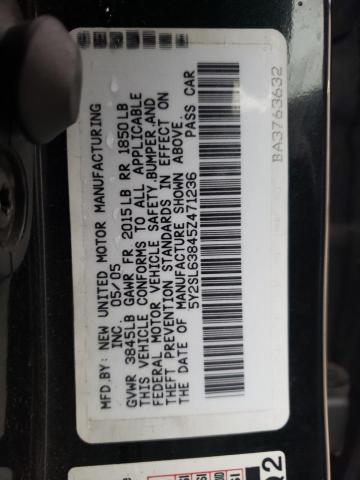 MFD.BY: NEW UNITED MOTOR MANUFACTURING
INC. 05/05
GVWR 3845LB GAWR FR 2015LB RR 1850LB
THIS VEHICLE CONFORMS TO ALL APPLICABLE
FEDERAL MOTOR VEHICLE SAFETY,BUMPER,AND
THEFT PREVENTION STANDARDS IN EFFECT ON
THE DATE OF MANUFACTURE SHOWN ABOVE.
5Y2SL63845Z471236 PASS CAR
BA3763632
Q2